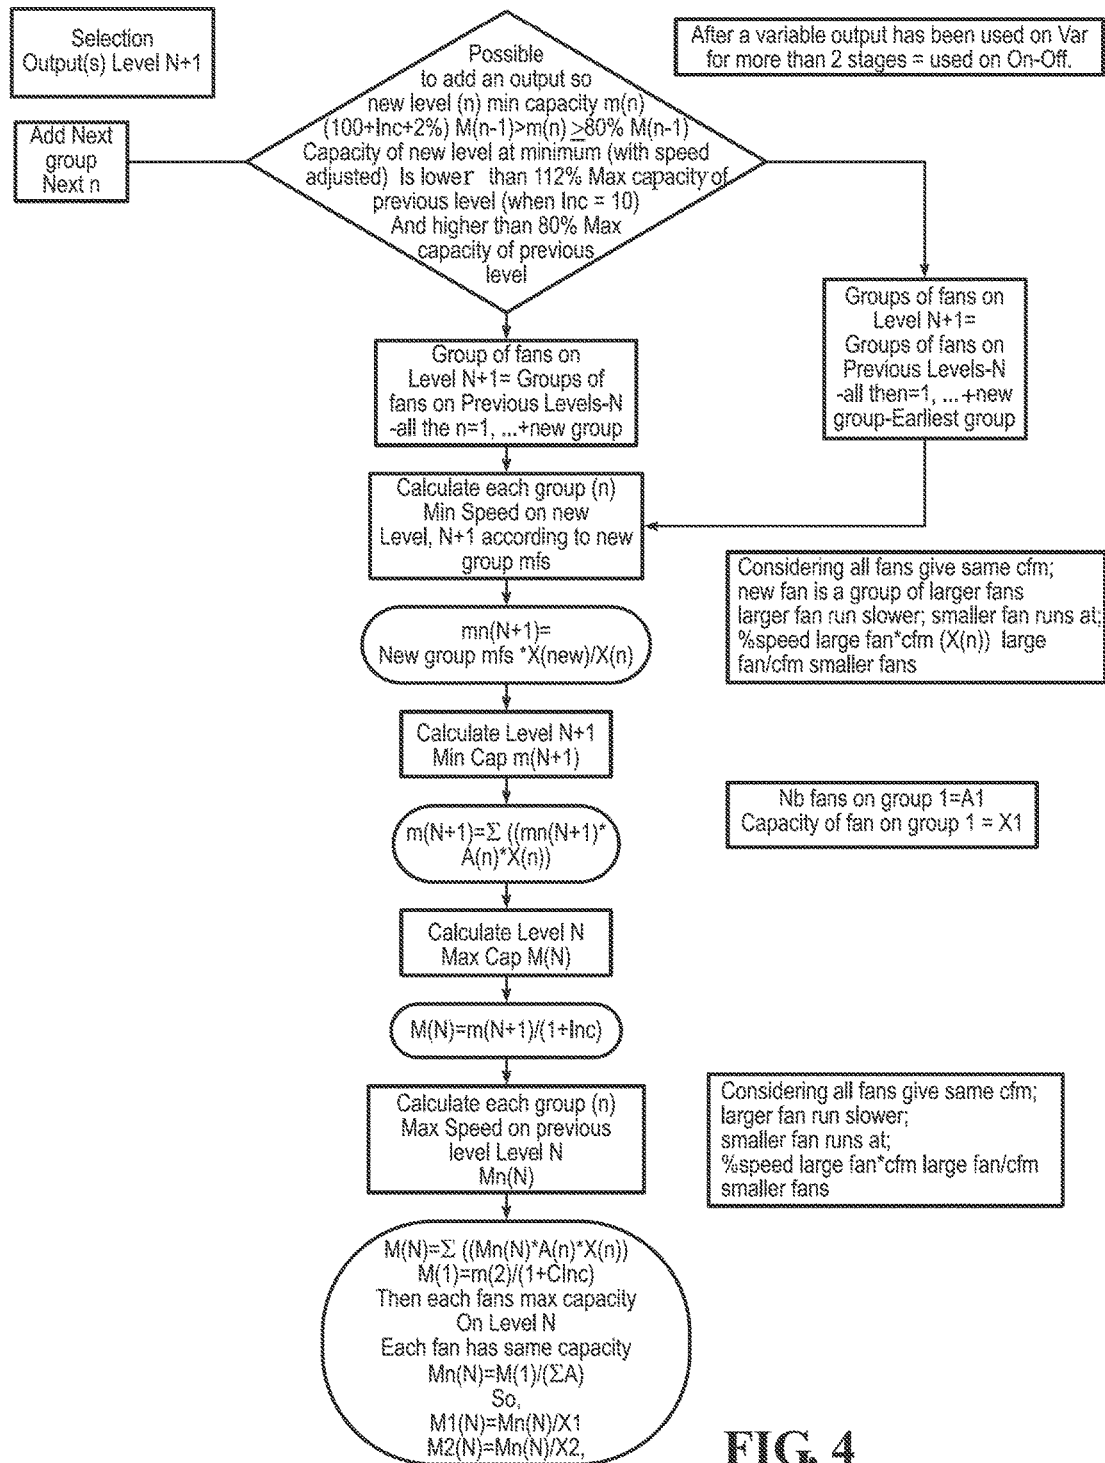 Selection
Output(s) Level N+1
After a variable output has been used on Var
for more than 2 stages = used on On-Off.
Add Next
group
Next n
Possible
to add an output so
new level (n) min capacity m(n)
(100+Inc+2%) M(n-1)>m(n) ≥80% M(n-1)
Capacity of new level at minimum (with speed
adjusted) Is lower than 112% Max capacity of
previous level (when Inc = 10)
And higher than 80% Max
capacity of previous
level
Groups of fans on
Level N+1=
Groups of fans on
Previous Levels-N
-all then=1, ...+new
group-Earliest group
Group of fans on
Level N+1= Groups of
fans on Previous Levels-N
-all the n=1, ...+new group
Calculate each group (n)
Min Speed on new
Level, N+1 according to new
group mfs
Considering all fans give same cfm;
new fan is a group of larger fans
larger fan run slower; smaller fan runs at;
%speed large fan*cfm (X(n)) large
fan/cfm smaller fans
mn(N+1)=
New group mfs *X(new)/X(n)
Calculate Level N+1
Min Cap m(N+1)
Nb fans on group 1=A1
Capacity of fan on group 1 = X1
m(N+1)=Σ ((mn(N+1)*
A(n)*X(n))
Calculate Level N
Max Cap M(N)
M(N)=m(N+1)/(1+Inc)
Calculate each group (n)
Max Speed on previous
level Level N
Mn(N)
Considering all fans give same cfm;
larger fan run slower;
smaller fan runs at;
%speed large fan*cfm large fan/cfm
smaller fans
M(N)=Σ ((Mn(N)*A(n)*X(n))
M(1)=m(2)/(1+CInc)
Then each fans max capacity
On Level N
Each fan has same capacity
Mn(N)=M(1)/(ΣA)
So,
M1(N)=Mn(N)/X1
M2(N)=Mn(N)/X2,
FIG. 4